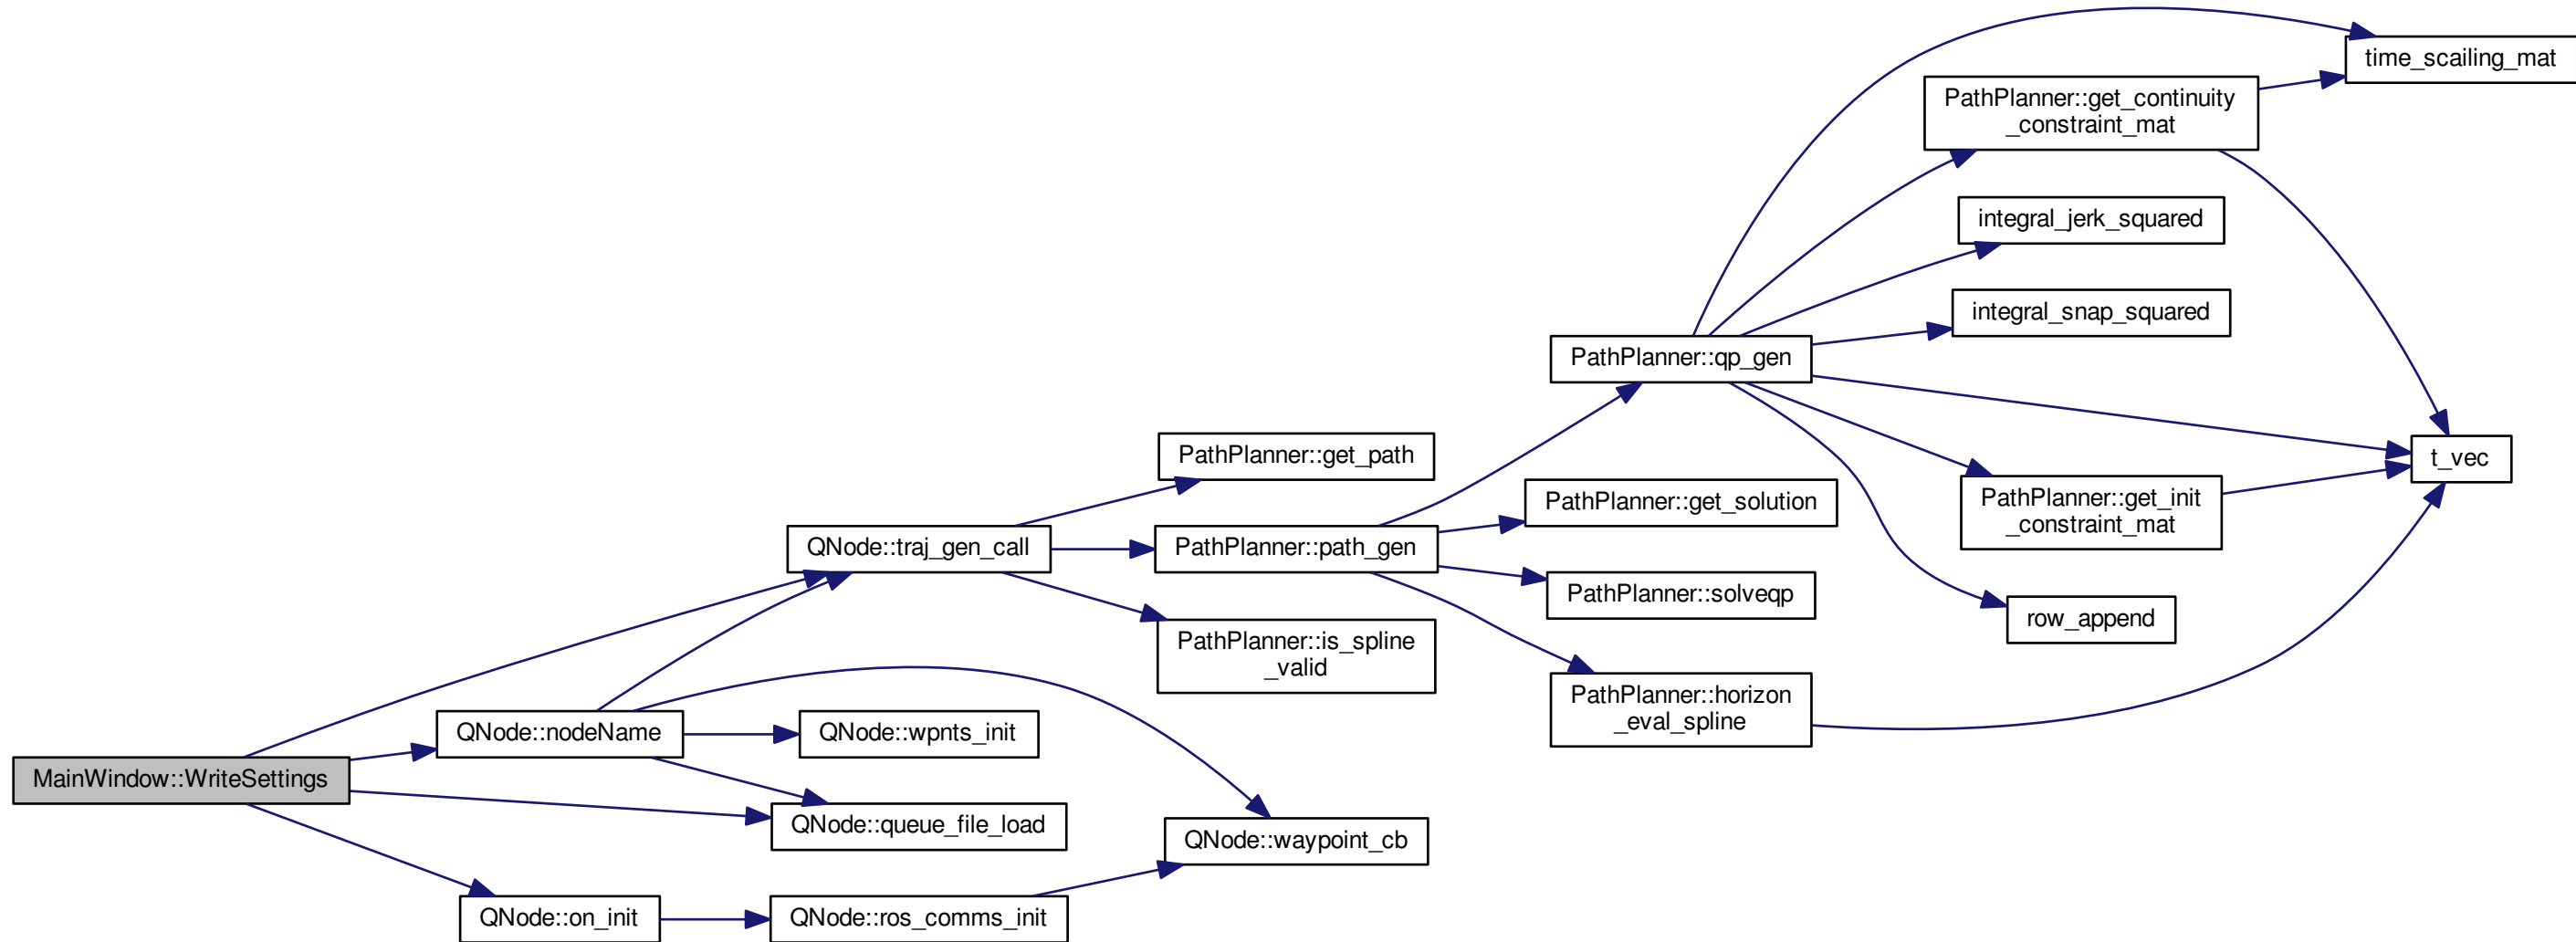 time_scailing_mat
PathPlanner::get_continuity
_constraint_mat
integral_jerk_squared
integral_snap_squared
PathPlanner::qp_gen
PathPlanner::get_path
t_vec
PathPlanner::get_solution
PathPlanner::get_init
_constraint_mat
QNode::traj_gen_call
PathPlanner::path_gen
PathPlanner::solveqp
row_append
PathPlanner::is_spline
_valid
PathPlanner::horizon
_eval_spline
QNode::nodeName
QNode::wpnts_init
MainWindow::WriteSettings
QNode::queue_file_load
QNode::waypoint_cb
QNode::on_init
QNode::ros_comms_init